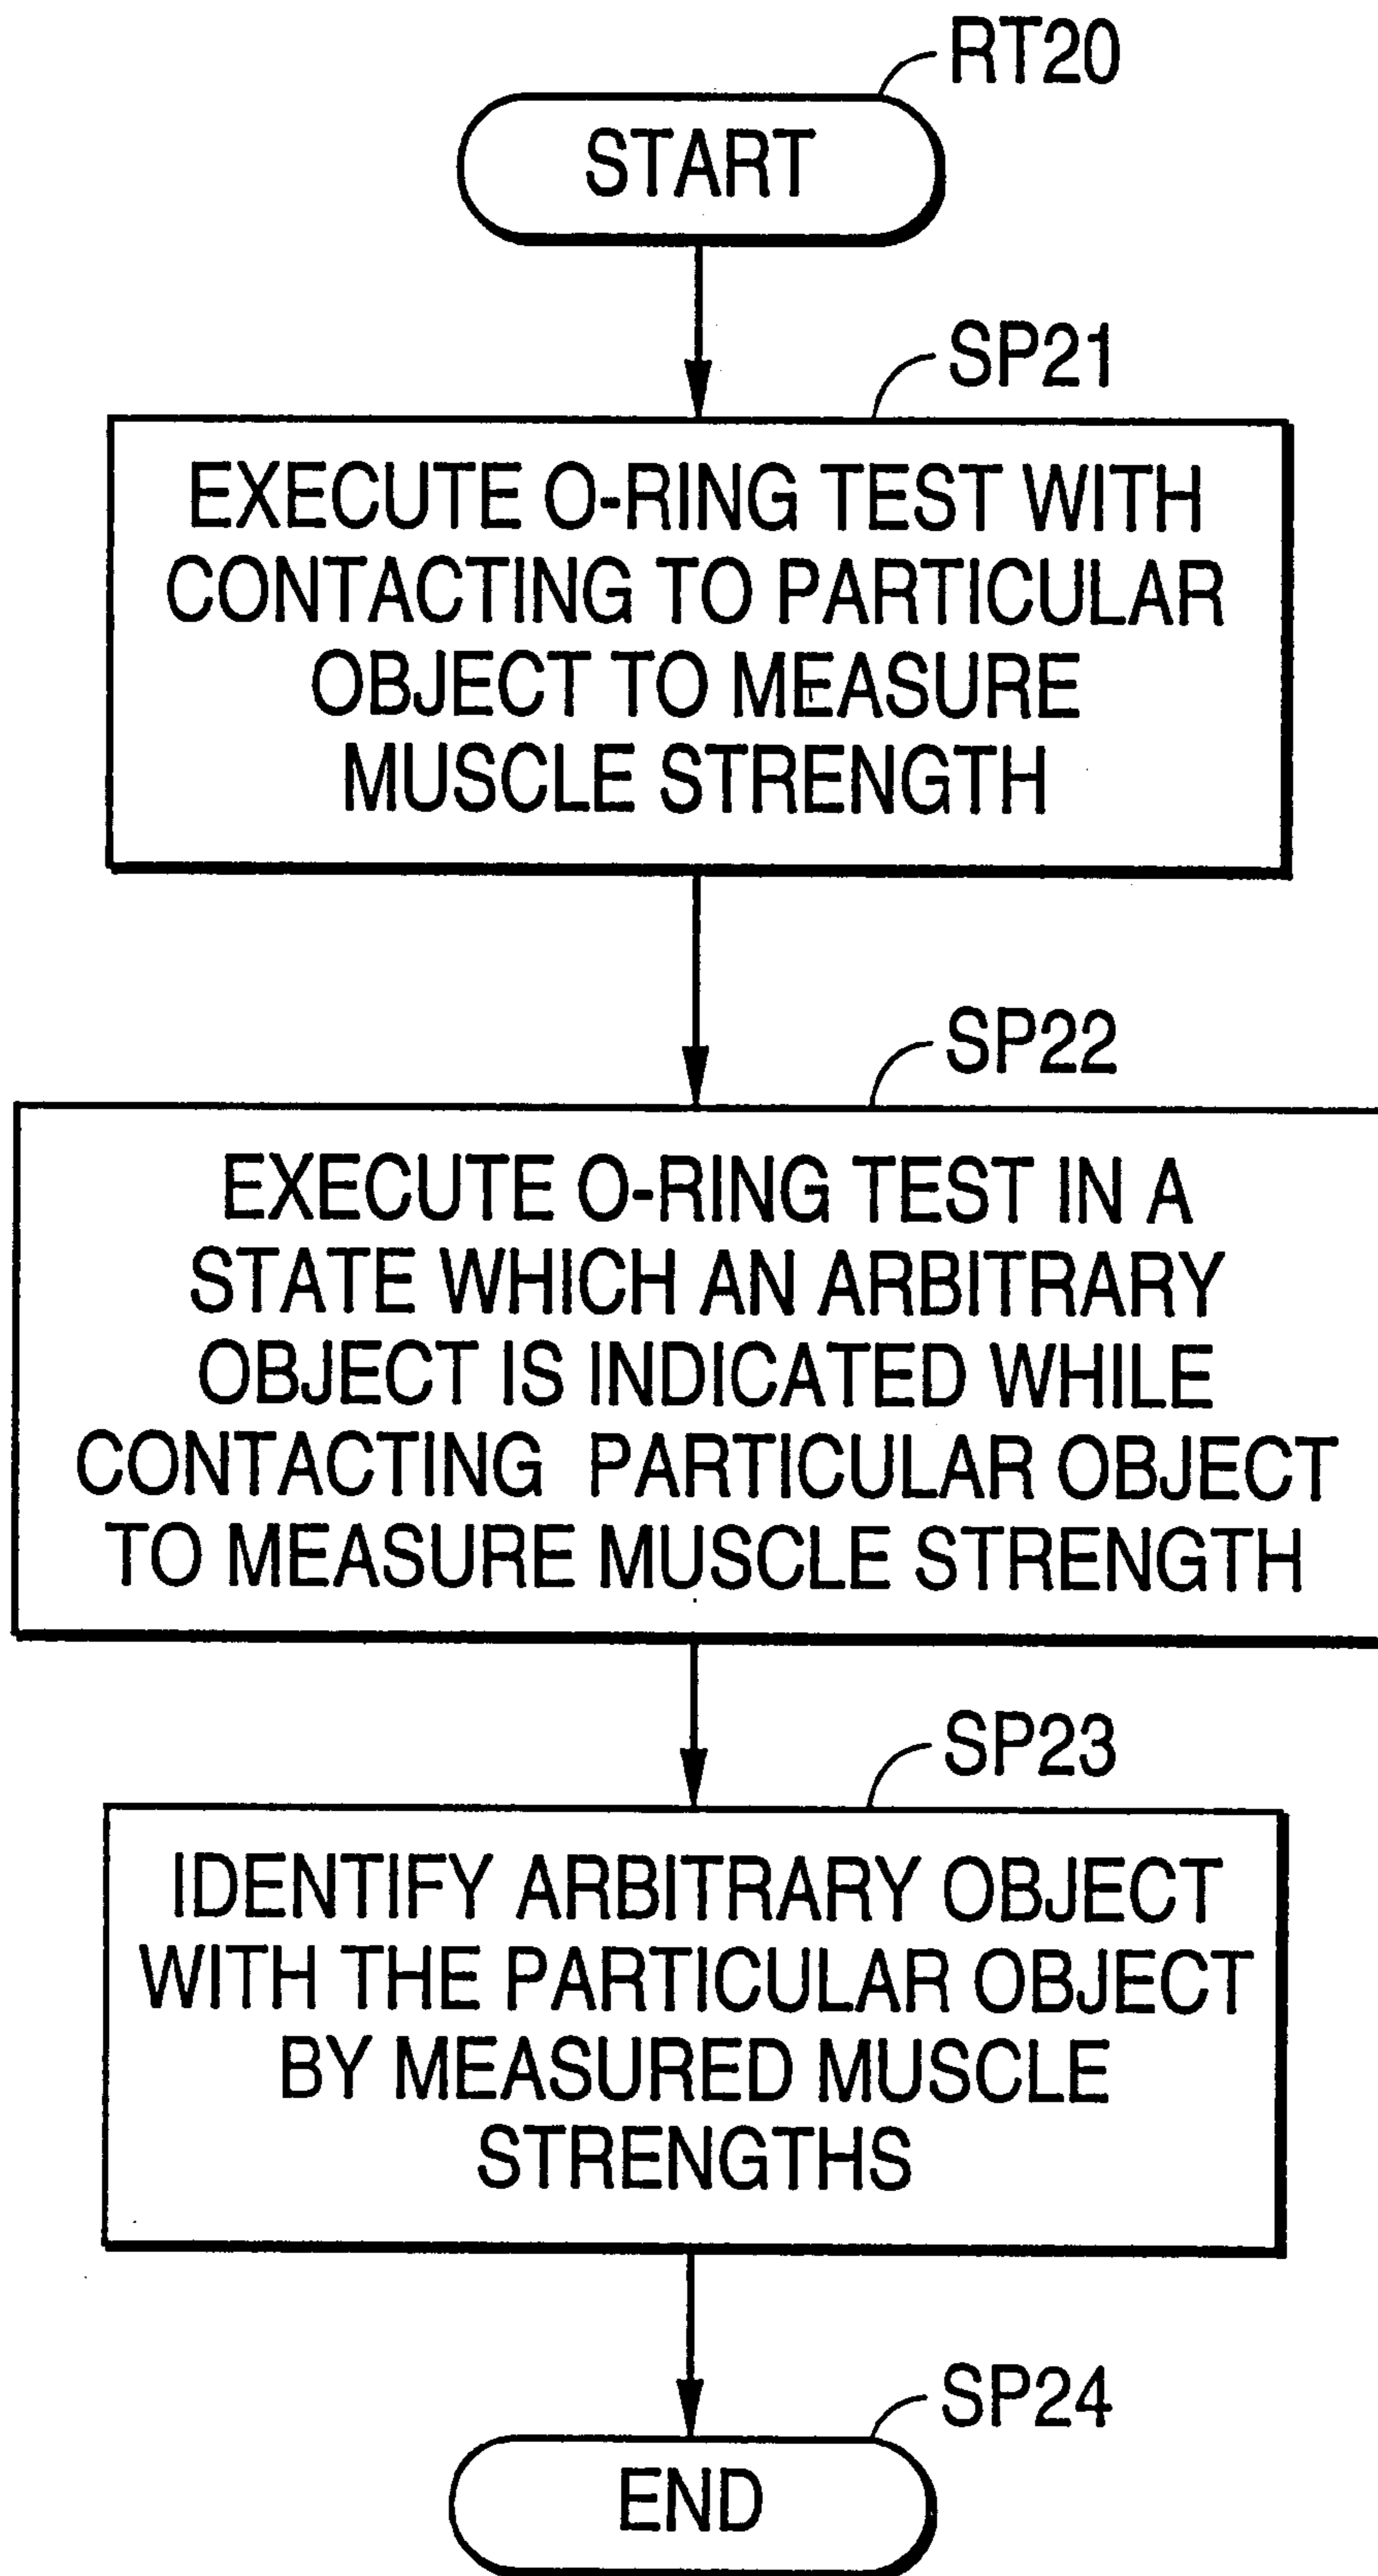 RT20
START
SP21
EXECUTE O-RING TEST WITH
CONTACTING TO PARTICULAR
OBJECT TO MEASURE
MUSCLE STRENGTH
SP22
EXECUTE O-RING TEST IN A
STATE WHICH AN ARBITRARY
OBJECT IS INDICATED WHILE
CONTACTING PARTICULAR OBJECT
TO MEASURE MUSCLE STRENGTH
SP23
IDENTIFY ARBITRARY OBJECT
WITH THE PARTICULAR OBJECT
BY MEASURED MUSCLE
STRENGTHS
SP24
END